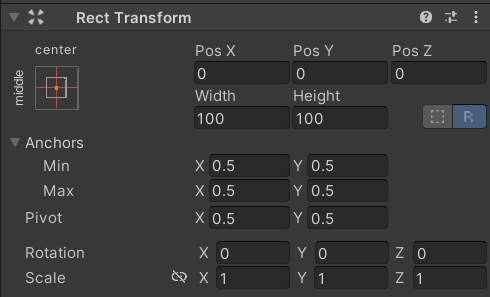 Rect Transform
center
middle
Pos X Pos Y Pos Z
0 0 0
Width Height
100 100
R
Anchors
Min X 0.5 Y 0.5
Max X 0.5 Y 0.5
Pivot X 0.5 Y 0.5
Rotation X 0 Y 0 Z 0
Scale X 1 Y 1 Z 1